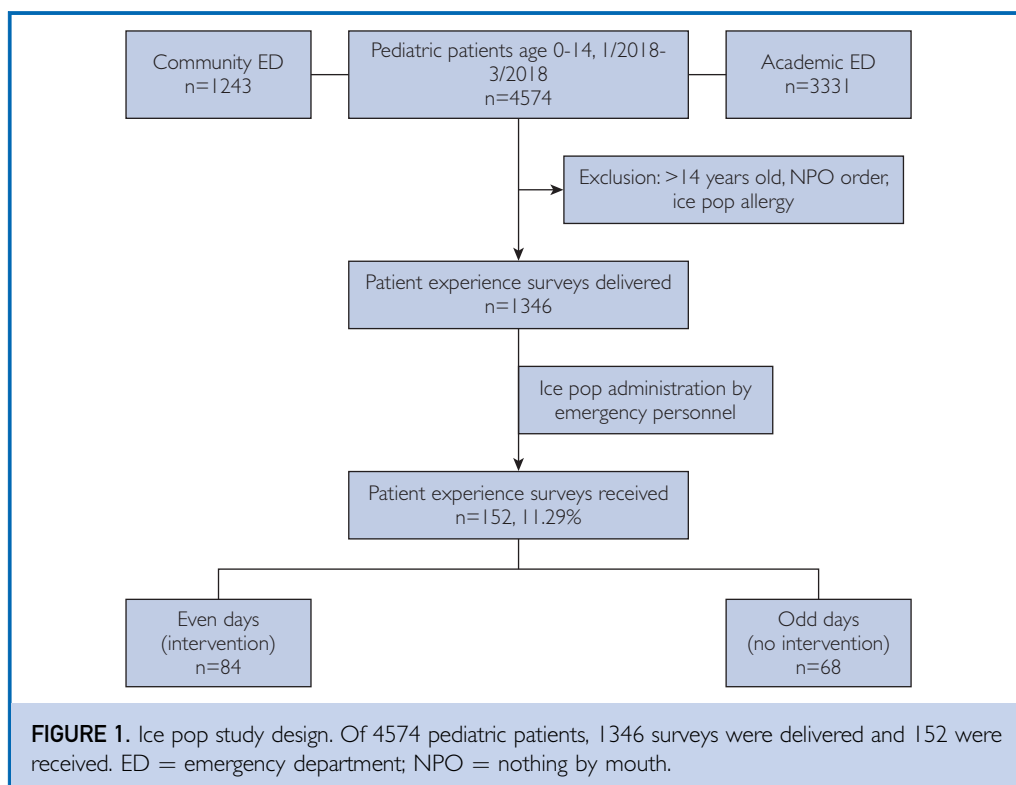 Community ED
n=1243
Pediatric patients age 0-14, 1/2018-
3/2018
n=4574
Academic ED
n=3331
Exclusion: >14 years old, NPO order,
ice pop allergy
Patient experience surveys delivered
n=1346
Ice pop administration by
emergency personnel
Patient experience surveys received
n=152, 11.29%
Even days
(intervention)
n=84
Odd days
(no intervention)
n=68
FIGURE 1. Ice pop study design. Of 4574 pediatric patients, 1346 surveys were delivered and 152 were
received. ED = emergency department; NPO = nothing by mouth.